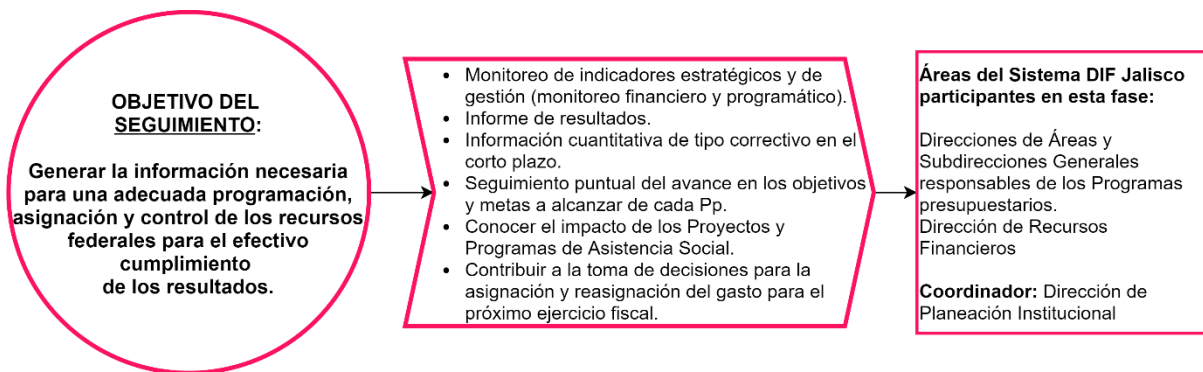 OBJETIVO DEL
SEGUIMIENTO:
Generar la información necesaria
para una adecuada programación,
asignación y control de los recursos
federales para el efectivo
cumplimiento
de los resultados.
• Monitoreo de indicadores estratégicos y de
gestión (monitoreo financiero y programático).
• Informe de resultados.
• Información cuantitativa de tipo correctivo en el
corto plazo.
• Seguimiento puntual del avance en los objetivos
y metas a alcanzar de cada Pp.
• Conocer el impacto de los Proyectos y
Programas de Asistencia Social.
• Contribuir a la toma de decisiones para la
asignación y reasignación del gasto para el
próximo ejercicio fiscal.
Áreas del Sistema DIF Jalisco
participantes en esta fase:
Direcciones de Áreas y
Subdirecciones Generales
responsables de los Programas
presupuestarios.
Dirección de Recursos
Financieros
Coordinador: Dirección de
Planeación Institucional